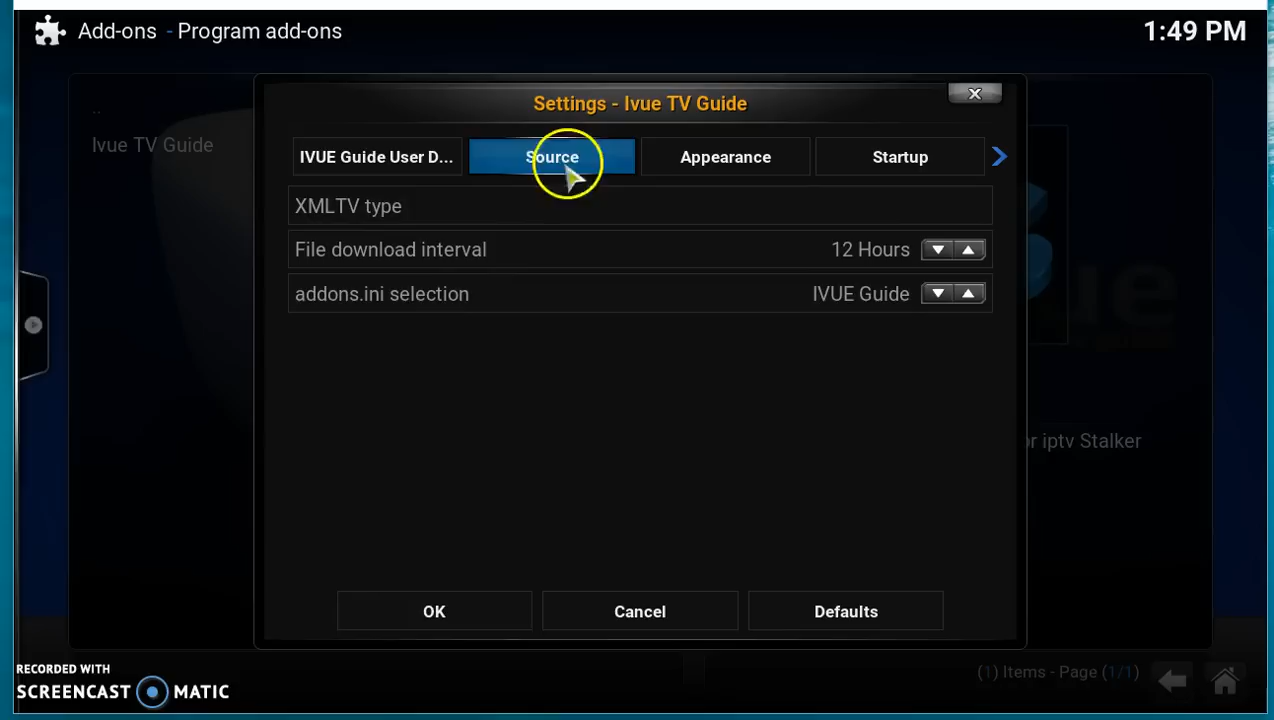 Add-ons - Program add-ons
1:49 PM
Settings - Ivue TV Guide
x
..
Ivue TV Guide
IVUE Guide User D...
Source
Appearance
Startup
XMLTV type
File download interval 12 Hours
addons.ini selection IVUE Guide
ue
or iptv Stalker
OK
Cancel
Defaults
(1) Items - Page (1/1)
RECORDED WITH
SCREENCAST MATIC